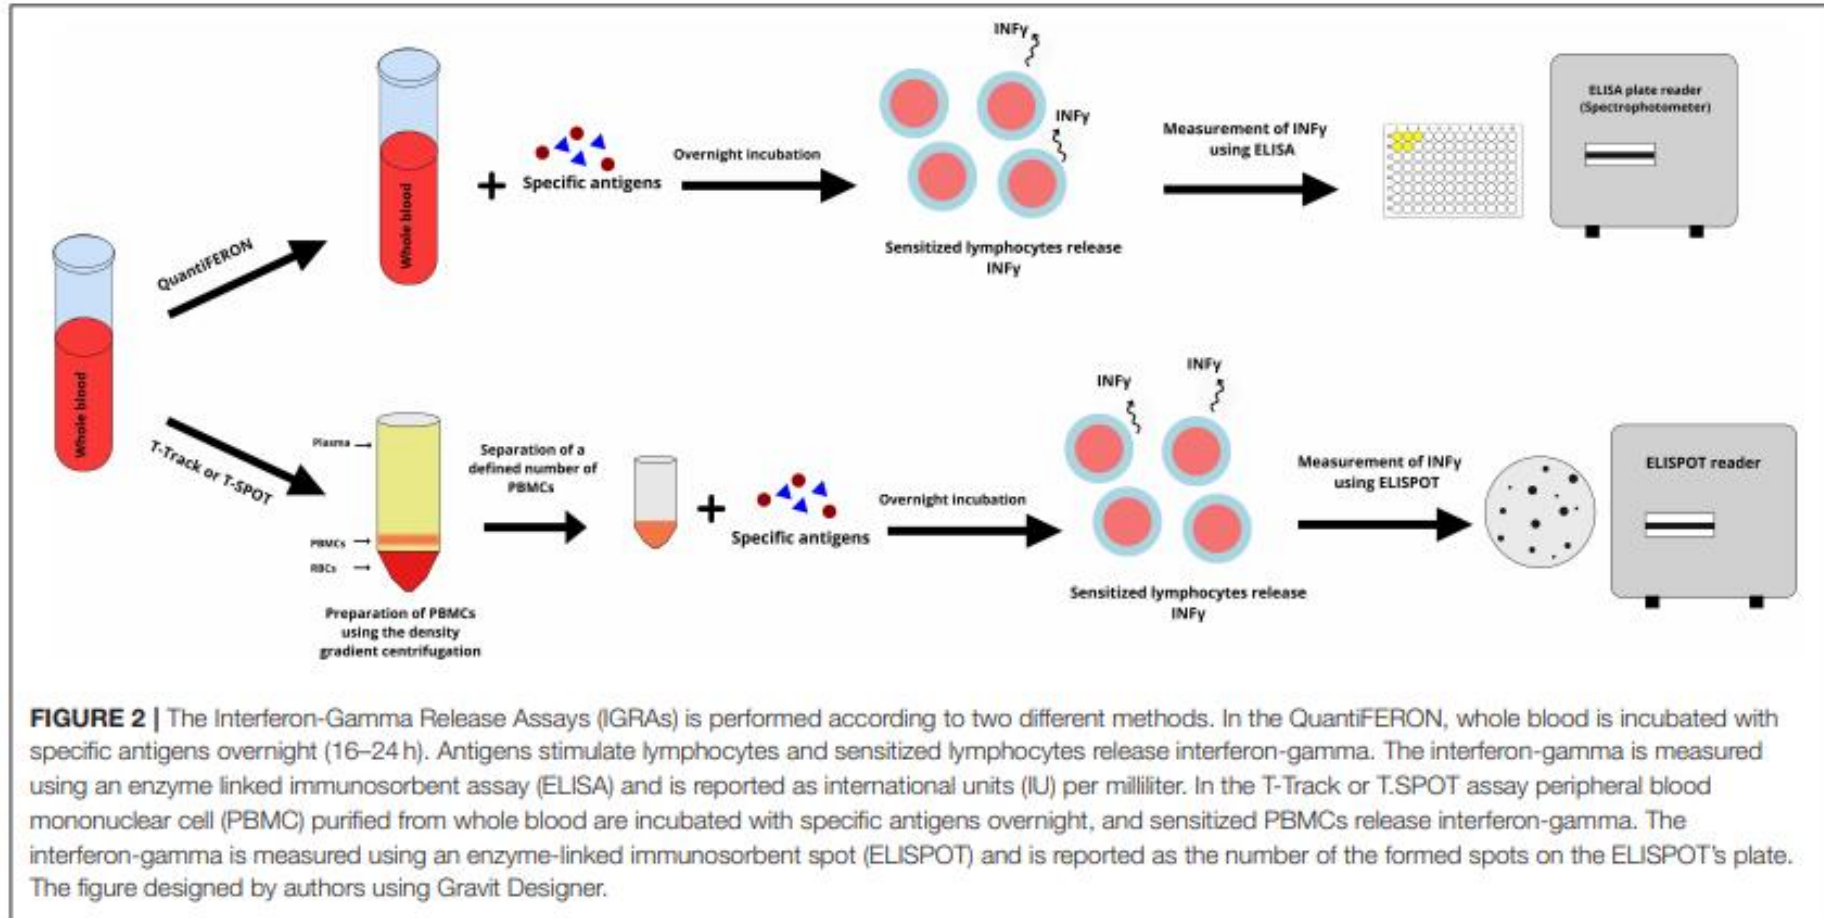 INFγ
INFγ
ELISA plate reader
(Spectrophotometer)
Measurement of INFγ
using ELISA
Whole blood
Overnight incubation
+
Specific antigens
QuantiFERON
Sensitized lymphocytes release
INFγ
Whole blood
T-Track or T-SPOT
Plasma
PBMCs
RBCs
Preparation of PBMCs
using the density
gradient centrifugation
Separation of a
defined number of
PBMCs
+
Specific antigens
Overnight incubation
INFγ
INFγ
Sensitized lymphocytes release
INFγ
Measurement of INFγ
using ELISPOT
ELISPOT reader
FIGURE 2 | The Interferon-Gamma Release Assays (IGRAs) is performed according to two different methods. In the QuantiFERON, whole blood is incubated with
specific antigens overnight (16–24 h). Antigens stimulate lymphocytes and sensitized lymphocytes release interferon-gamma. The interferon-gamma is measured
using an enzyme linked immunosorbent assay (ELISA) and is reported as international units (IU) per milliliter. In the T-Track or T.SPOT assay peripheral blood
mononuclear cell (PBMC) purified from whole blood are incubated with specific antigens overnight, and sensitized PBMCs release interferon-gamma. The
interferon-gamma is measured using an enzyme-linked immunosorbent spot (ELISPOT) and is reported as the number of the formed spots on the ELISPOT's plate.
The figure designed by authors using Gravit Designer.